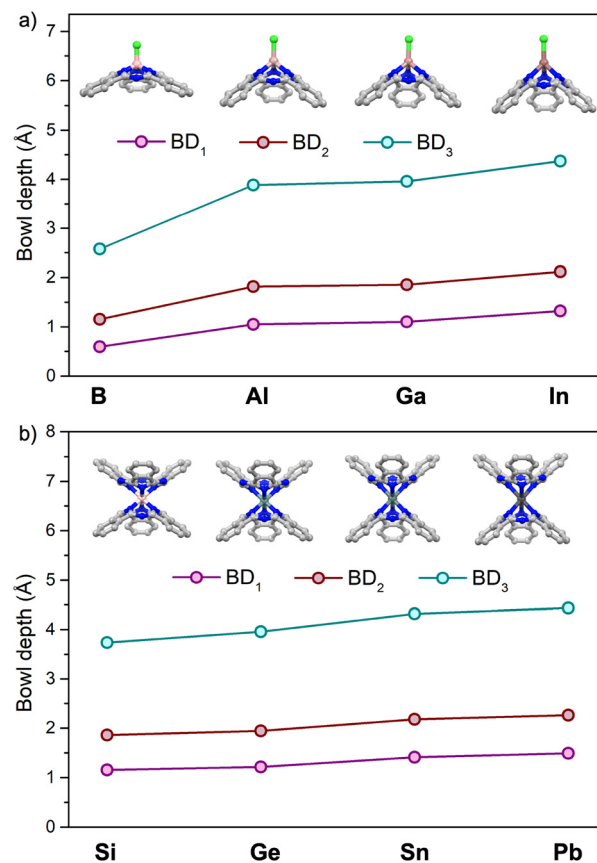 a)
7
6
5
4
3
2
1
0
Bowl depth (Å)
BD₁ BD₂ BD₃
B Al Ga In
b)
8
7
6
5
4
3
2
1
0
Bowl depth (Å)
BD₁ BD₂ BD₃
Si Ge Sn Pb